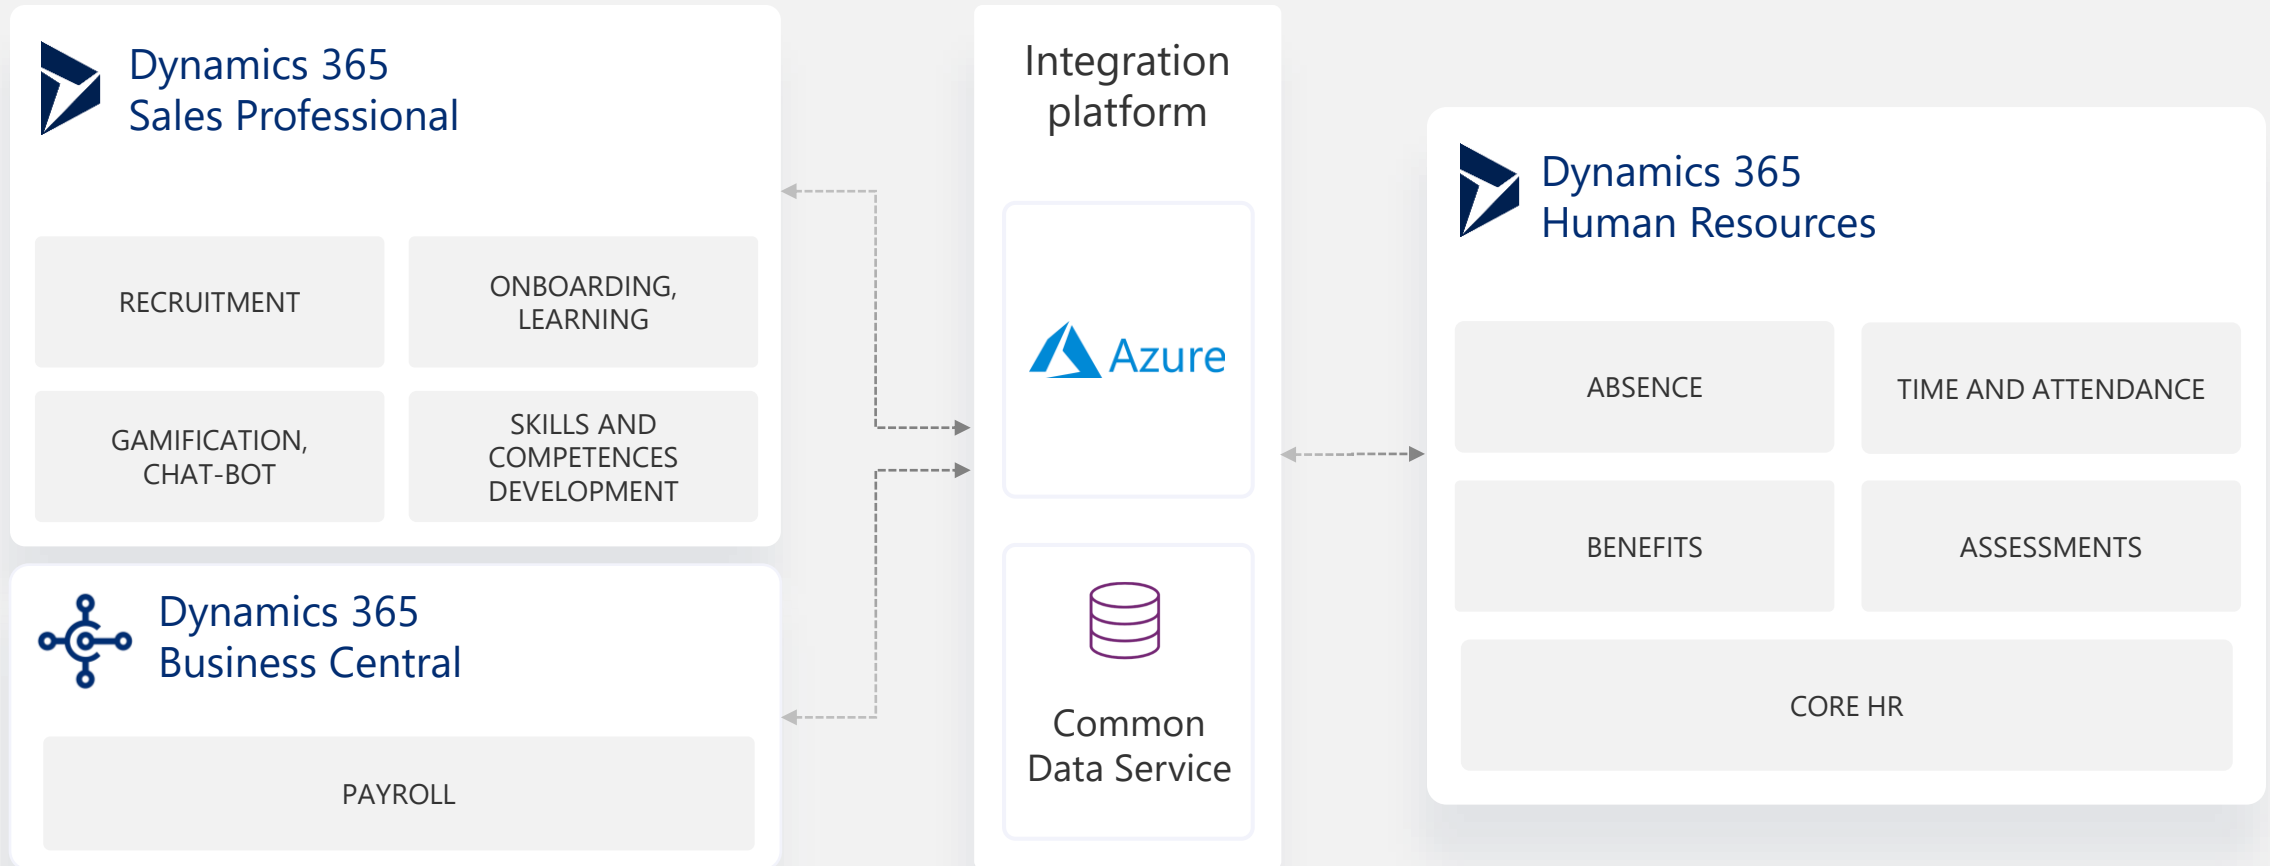 Dynamics 365
Sales Professional
RECRUITMENT
ONBOARDING,
LEARNING
GAMIFICATION,
CHAT-BOT
SKILLS AND
COMPETENCES
DEVELOPMENT
Dynamics 365
Business Central
PAYROLL
Integration
platform
Azure
Common
Data Service
Dynamics 365
Human Resources
ABSENCE
TIME AND ATTENDANCE
BENEFITS
ASSESSMENTS
CORE HR